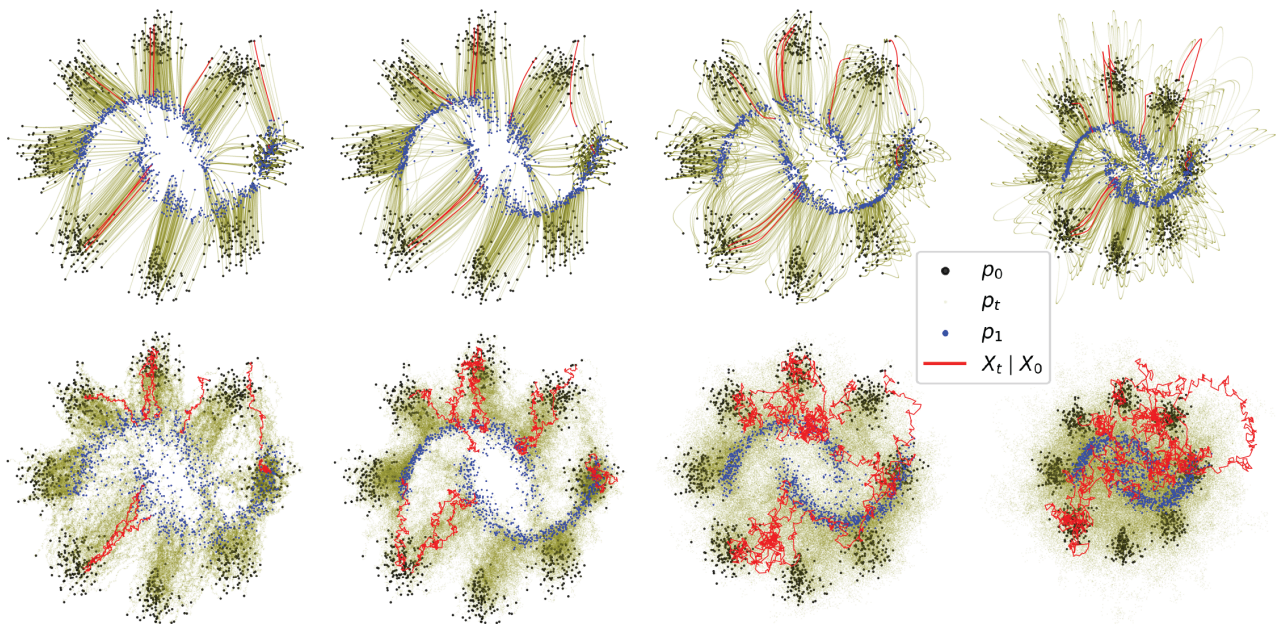 p₀
pₜ
p₁
Xₜ | X₀